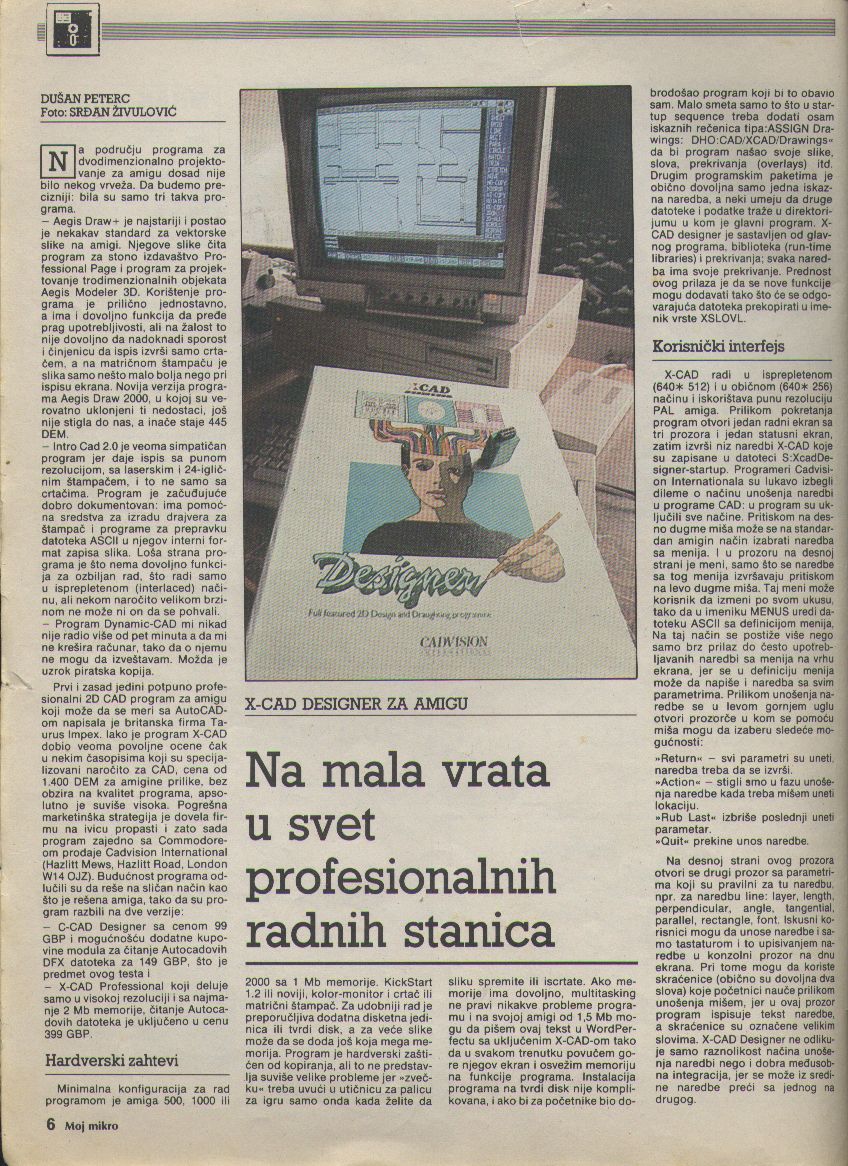 DUŠAN PETERC
Foto: SRĐAN ŽIVULOVIĆ
Na području programa za
dvodimenzionalno projekto-
vanje za amigu dosad nije
bilo nekog vrveža. Da budemo pre-
cizniji: bila su samo tri takva pro-
grama.
– Aegis Draw+ je najstariji i postao
je nekakav standard za vektorske
slike na amigi. Njegove slike čita
program za stono izdavaštvo Pro-
fessional Page i program za projek-
tovanje trodimenzionalnih objekata
Aegis Modeler 3D. Korištenje pro-
grama je prilično jednostavno,
a ima i dovoljno funkcija da pređe
prag upotrebljivosti, ali na žalost to
nije dovoljno da nadoknadi sporost
i činjenicu da ispis izvrši samo crta-
čem, a na matričnom štampaču je
slika samo nešto malo bolja nego pri
ispisu ekrana. Novija verzija progra-
ma Aegis Draw 2000, u kojoj su ve-
rovatno uklonjeni ti nedostaci, još
nije stigla do nas, a inače staje 445
DEM.
– Intro Cad 2.0 je veoma simpatičan
program jer daje ispis sa punom
rezolucijom, sa laserskim i 24-iglič-
nim štampačem, i to ne samo sa
crtačima. Program je začuđujuće
dobro dokumentovan: ima pomoć-
na sredstva za izradu drajvera za
štampač i programe za prepravku
datoteka ASCII u njegov interni for-
mat zapisa slika. Loša strana pro-
grama je što nema dovoljno funkci-
ja za ozbiljan rad, što radi samo
u isprepletenom (interlaced) nači-
nu, ali nekom naročito velikom brzi-
nom ne može ni on da se pohvali.
– Program Dynamic-CAD mi nikad
nije radio više od pet minuta a da mi
ne krešira računar, tako da o njemu
ne mogu da izveštavam. Možda je
uzrok piratska kopija.
Prvi i zasad jedini potpuno profe-
sionalni 2D CAD program za amigu
koji može da se meri sa AutoCAD-
om napisala je britanska firma Ta-
urus Impex. Iako je program X-CAD
dobio veoma povoljne ocene čak
u nekim časopisima koji su specija-
lizovani naročito za CAD, cena od
1.400 DEM za amigine prilike, bez
obzira na kvalitet programa, apso-
lutno je suviše visoka. Pogrešna
marketinška strategija je dovela fir-
mu na ivicu propasti i zato sada
program zajedno sa Commodore-
om prodaje Cadvision International
(Hazlitt Mews, Hazlitt Road, London
W14 OJZ). Budućnost programa od-
lučili su da reše na sličan način kao
što je rešena amiga, tako da su pro-
gram razbili na dve verzije:
– C-CAD Designer sa cenom 99
GBP i mogućnošću dodatne kupo-
vine modula za čitanje Autocadovih
DFX datoteka za 149 GBP, što je
predmet ovog testa i
– X-CAD Professional koji deluje
samo u visokoj rezoluciji i sa najma-
nje 2 Mb memorije, čitanje Autoca-
dovih datoteka je uključeno u cenu
399 GBP.
Hardverski zahtevi
Minimalna konfiguracija za rad
programom je amiga 500, 1000 ili
XCAD
Designer
Full featured 2D Design and Draughting programme
CADVISION
INTERNATIONAL
X-CAD DESIGNER ZA AMIGU
Na mala vrata
u svet
profesionalnih
radnih stanica
2000 sa 1 Mb memorije. KickStart
1.2 ili noviji, kolor-monitor i crtač ili
matrični štampač. Za udobniji rad je
preporučljiva dodatna disketna jedi-
nica ili tvrdi disk, a za veće slike
može da se doda još koja mega me-
morija. Program je hardverski zašti-
ćen od kopiranja, ali to ne predstav-
lja suviše velike probleme jer »zveč-
ku« treba uvući u utičnicu za palicu
za igru samo onda kada želite da
sliku spremite ili iscrtate. Ako me-
morije ima dovoljno, multitasking
ne pravi nikakve probleme progra-
mu i na svojoj amigi od 1,5 Mb mo-
gu da pišem ovaj tekst u WordPer-
fectu sa uključenim X-CAD-om tako
da u svakom trenutku povučem go-
re njegov ekran i osvežim memoriju
na funkcije programa. Instalacija
programa na tvrdi disk nije kompli-
kovana, i ako bi za početnike bio do-
brodošao program koji bi to obavio
sam. Malo smeta samo to što u star-
tup sequence treba dodati osam
iskaznih rečenica tipa:ASSIGN Dra-
wings: DHO:CAD/XCAD/Drawings«
da bi program našao svoje slike,
slova, prekrivanja (overlays) itd.
Drugim programskim paketima je
obično dovoljna samo jedna iskaz-
na naredba, a neki umeju da druge
datoteke i podatke traže u direktori-
jumu u kom je glavni program. X-
CAD designer je sastavljen od glav-
nog programa, biblioteka (run-time
libraries) i prekrivanja; svaka nared-
ba ima svoje prekrivanje. Prednost
ovog prilaza je da se nove funkcije
mogu dodavati tako što će se odgo-
varajuća datoteka prekopirati u ime-
nik vrste XSLOVL.
Korisnički interfejs
X-CAD radi u isprepletenom
(640* 512) i u običnom (640* 256)
načinu i iskorištava punu rezoluciju
PAL amiga. Prilikom pokretanja
program otvori jedan radni ekran sa
tri prozora i jedan statusni ekran,
zatim izvrši niz naredbi X-CAD koje
su zapisane u datoteci S:XcadDe-
signer-startup. Programeri Cadvisi-
on Internationala su lukavo izbegli
dileme o načinu unošenja naredbi
u programe CAD: u program su uk-
ljučili sve načine. Pritiskom na des-
no dugme miša može se na standar-
dan amigin način izabrati naredba
sa menija. I u prozoru na desnoj
strani je meni, samo što se naredbe
sa tog menija izvršavaju pritiskom
na levo dugme miša. Taj meni može
korisnik da izmeni po svom ukusu,
tako da u imeniku MENUS uredi da-
toteku ASCII sa definicijom menija,
Na taj način se postiže više nego
samo brz prilaz do često upotreb-
ljavanih naredbi sa menija na vrhu
ekrana, jer se u definiciju menija
može da napiše i naredba sa svim
parametrima. Prilikom unošenja na-
redbe se u levom gornjem uglu
otvori prozorče u kom se pomoću
miša mogu da izaberu sledeće mo-
gućnosti:
»Return« – svi parametri su uneti,
naredba treba da se izvrši.
»Action« – stigli smo u fazu unoše-
nja naredbe kada treba mišem uneti
lokaciju.
»Rub Last« izbriše poslednji uneti
parametar.
»Quit« prekine unos naredbe.
Na desnoj strani ovog prozora
otvori se drugi prozor sa parametri-
ma koji su pravilni za tu naredbu,
npr. za naredbu line: layer, length,
perpendicular, angle, tangential,
parallel, rectangle, font. Iskusni ko-
risnici mogu da unose naredbe i sa-
mo tastaturom i to upisivanjem na-
redbe u konzolni prozor na dnu
ekrana. Pri tome mogu da koriste
skraćenice (obično su dovoljna dva
slova) koje početnici nauče prilikom
unošenja mišem, jer u ovaj prozor
program ispisuje tekst naredbe,
a skraćenice su označene velikim
slovima. X-CAD Designer ne odliku-
je samo raznolikost načina unoše-
nja naredbi nego i dobra međusob-
na integracija, jer se može iz sredi-
ne naredbe preći sa jednog na
drugog.
6 Moj mikro